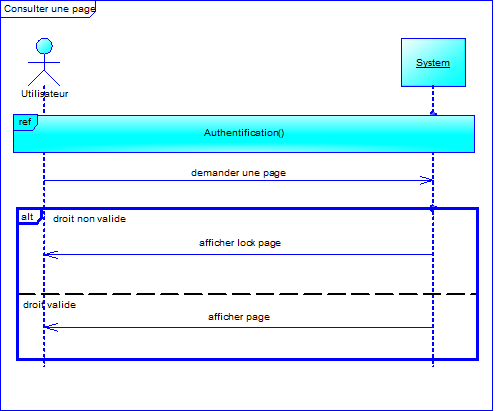 Consulter une page
System
Utilisateur
ref
Authentification()
demander une page
alt
droit non valide
afficher lock page
droit valide
afficher page